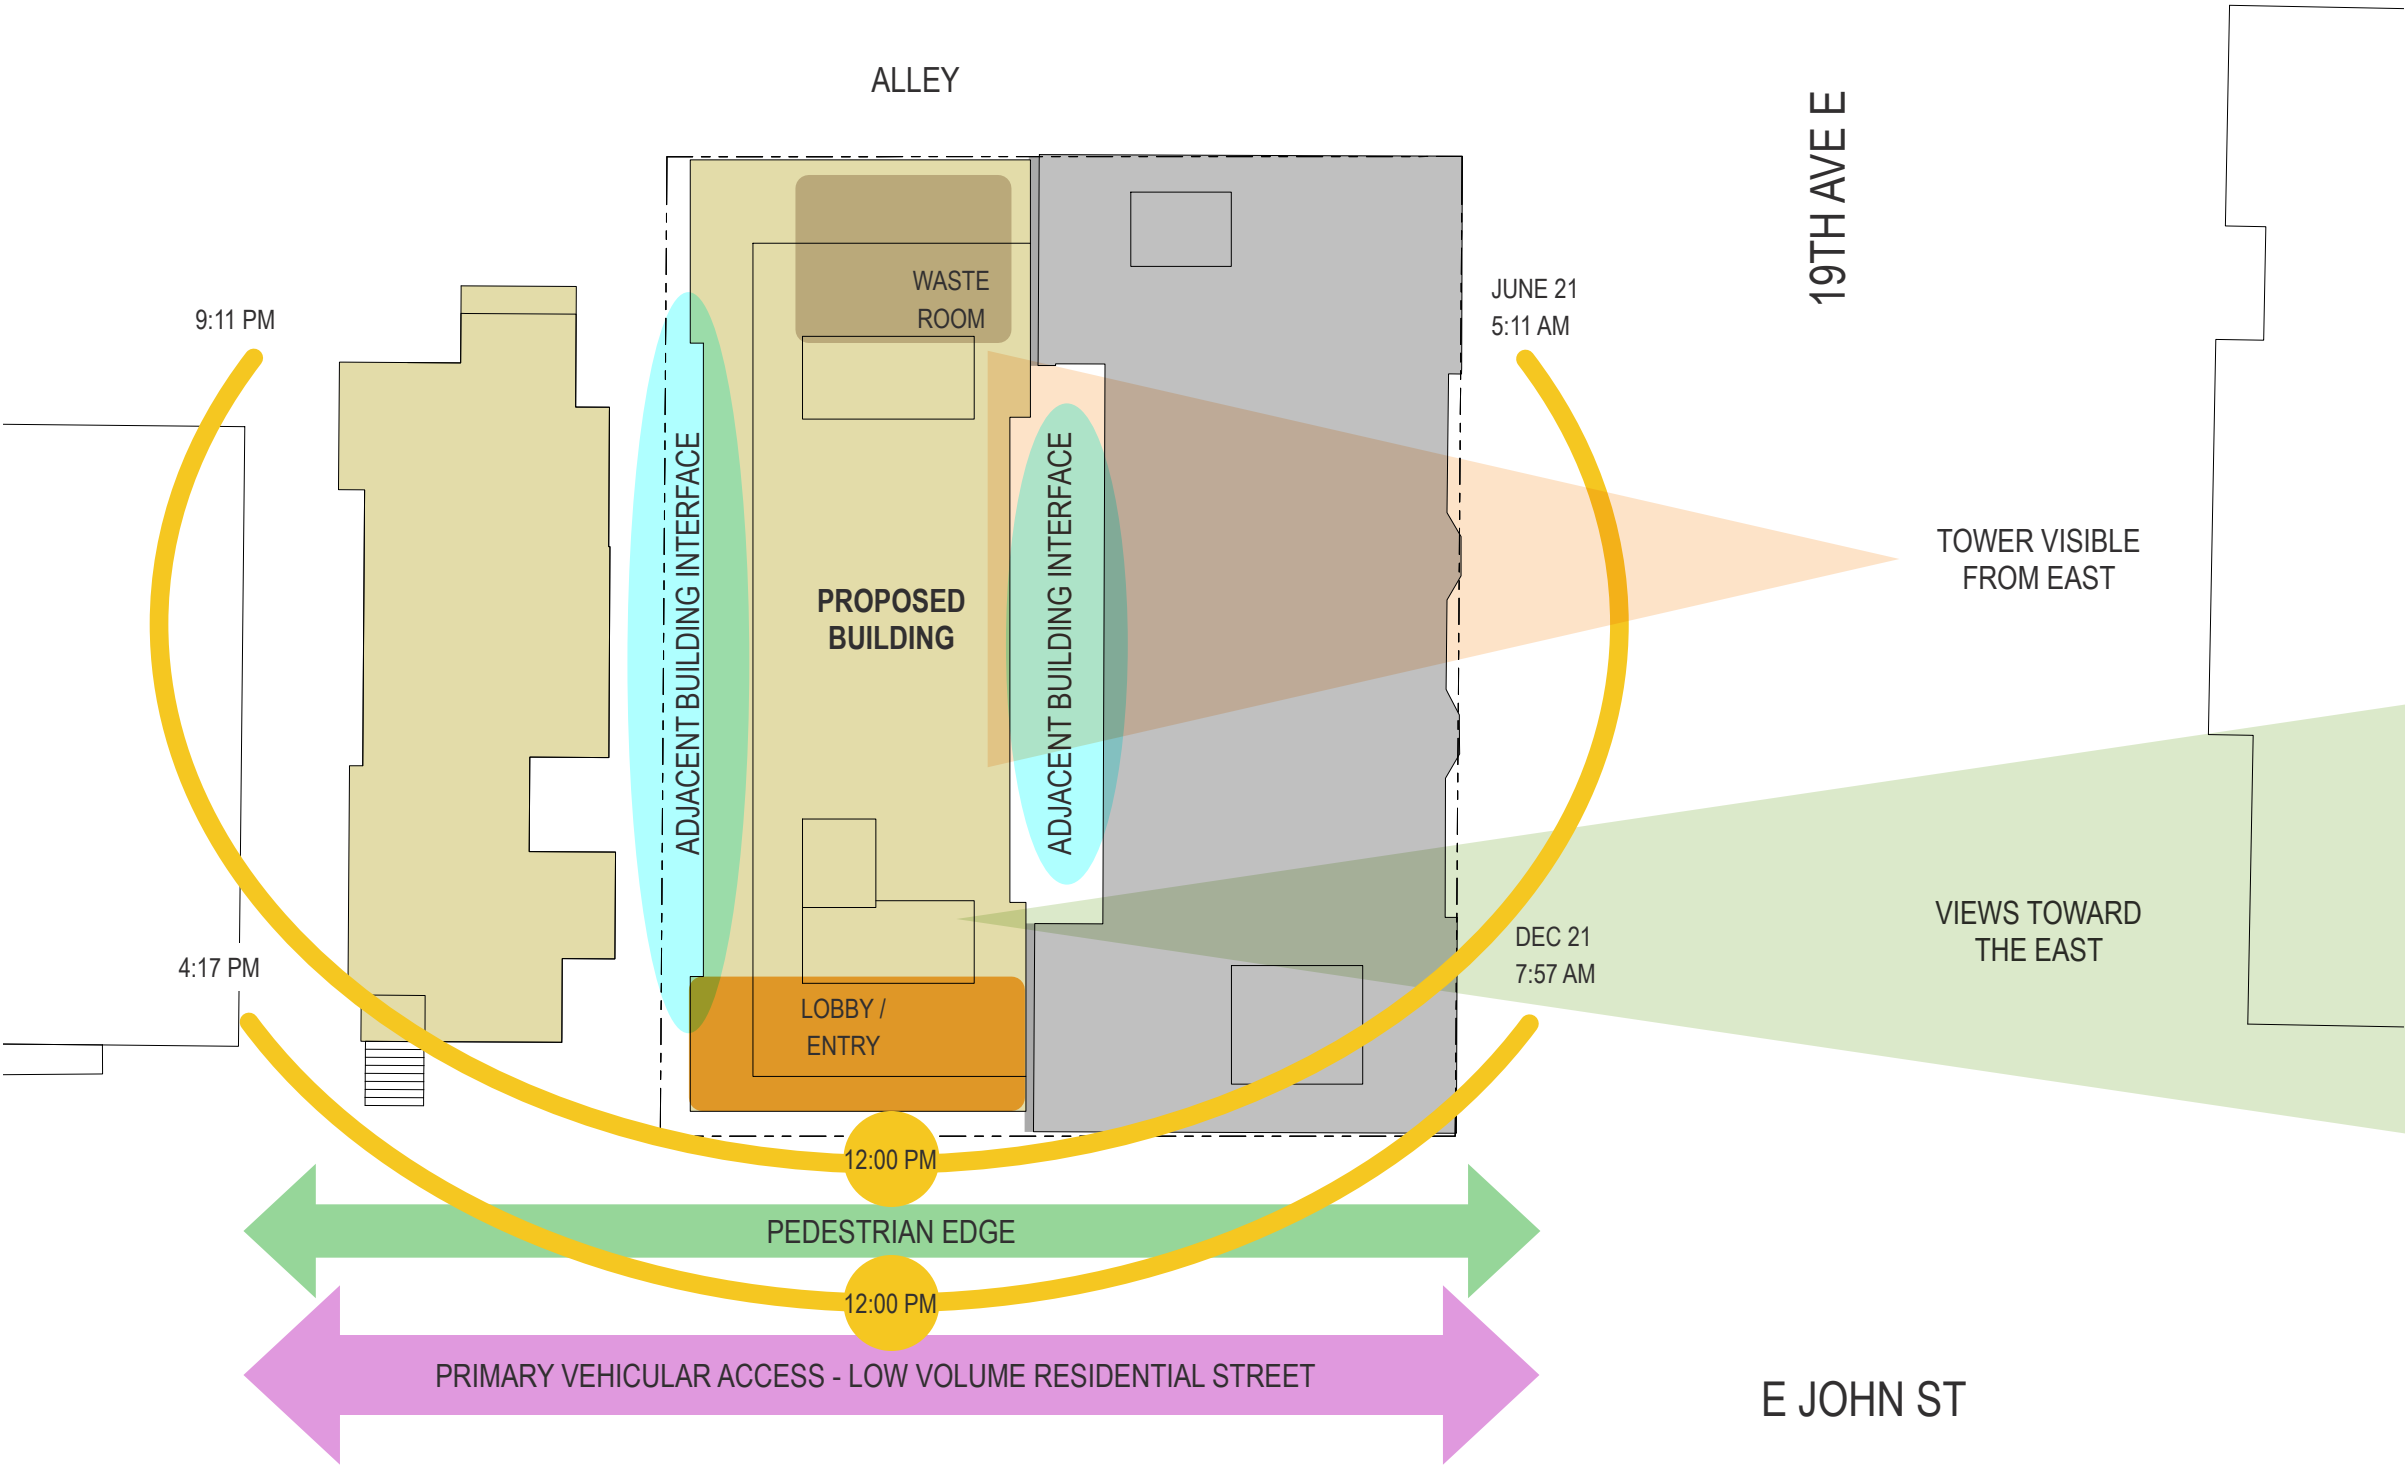 ALLEY
19TH AVE E
WASTE
ROOM
JUNE 21
5:11 AM
9:11 PM
ADJACENT BUILDING INTERFACE
ADJACENT BUILDING INTERFACE
TOWER VISIBLE
FROM EAST
PROPOSED
BUILDING
VIEWS TOWARD
THE EAST
DEC 21
7:57 AM
4:17 PM
LOBBY /
ENTRY
12:00 PM
PEDESTRIAN EDGE
12:00 PM
PRIMARY VEHICULAR ACCESS - LOW VOLUME RESIDENTIAL STREET
E JOHN ST